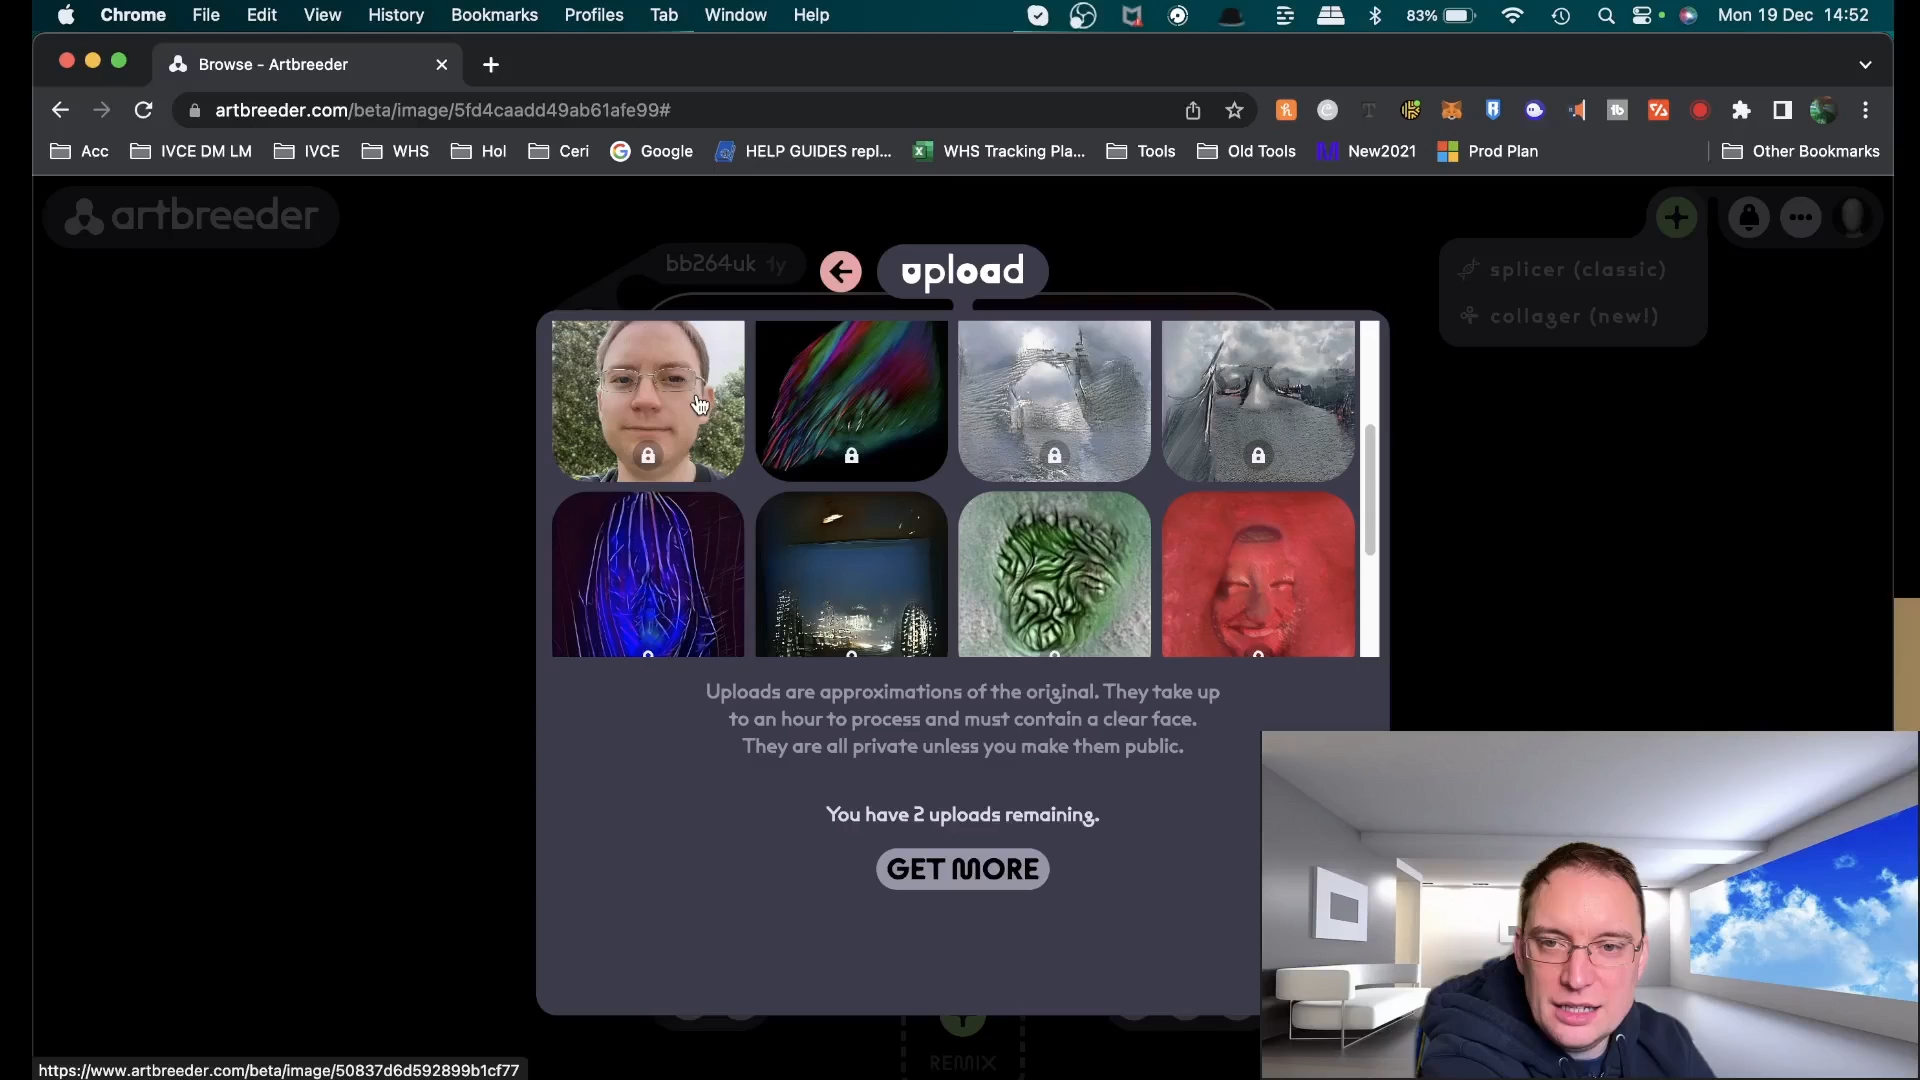 Chrome File Edit View History Bookmarks Profiles Tab Window Help 83% Mon 19 Dec 14:52
Browse - Artbreeder
artbreeder.com/beta/image/5fd4caadd49ab61afe99#
Acc IVCE DM LM IVCE WHS Hol Ceri Google HELP GUIDES repl... WHS Tracking Pla... Tools Old Tools New2021 Prod Plan Other Bookmarks
artbreeder
bb264uk 1y
upload
splicer (classic)
collager (new!)
Uploads are approximations of the original. They take up
to an hour to process and must contain a clear face.
They are all private unless you make them public.
You have 2 uploads remaining.
GET MORE
REMIX
https://www.artbreeder.com/beta/image/50837d6d592899b1cf77